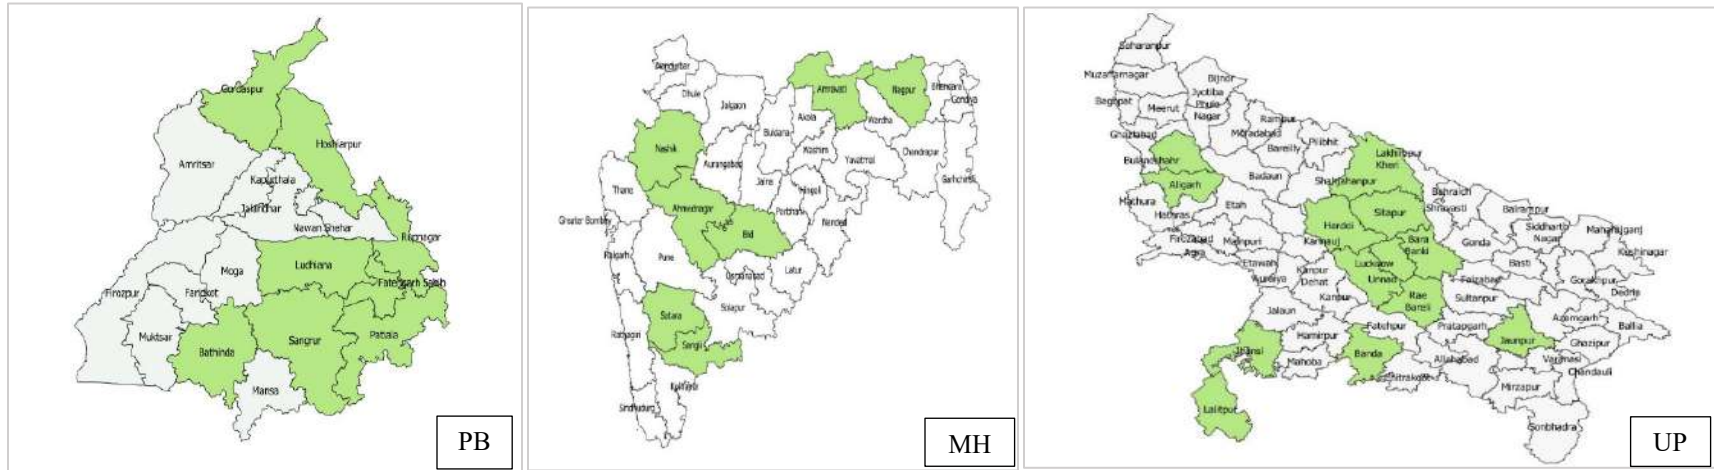 Gurdaspur
Hoshiarpur
Amritsar
Kapurthala
Jalandhar
Nawan Shehar
Rupnagar
Ludhiana
Moga
Fatehgarh Sahib
Firozpur
Faridkot
Muktsar
Patiala
Sangrur
Bathinda
Mansa
PB
Nandurbar
Dhule
Jalgaon
Amravati
Nagpur
Bhandara
Gondiya
Akola
Wardha
Buldana
Nashik
Aurangabad
Washim
Yavatmal
Chandrapur
Garhchiroli
Thane
Jalna
Hingoli
Ahmednagar
Parbhani
Nanded
Greater Bombay
Bid
Raigarh
Pune
Latur
Osmanabad
Solapur
Satara
Ratnagiri
Sangli
Kolhapur
Sindhudurg
MH
Saharanpur
Muzaffarnagar
Bijnor
Baghpat
Meerut
Jyotiba
Phule
Nagar
Rampur
Ghaziabad
Moradabad
Bareilly
Pilibhit
Lakhimpur
Kheri
Bulandshahr
Aligarh
Badaun
Shahjahanpur
Bahraich
Mathura
Hathras
Etah
Hardoi
Sitapur
Shravasti
Balrampur
Siddharth
Nagar
Maharajganj
Firozabad
Agra
Mainpuri
Kannauj
Bara
Banki
Gonda
Kushinagar
Etawah
Lucknow
Basti
Auraiya
Kanpur
Dehat
Unnao
Faizabad
Gorakhpur
Deoria
Kanpur
Rae
Bareli
Sultanpur
Jalaun
Azamgarh
Hamirpur
Fatehpur
Pratapgarh
Jaunpur
Ballia
Ghazipur
Jhansi
Mahoba
Banda
Allahabad
Varanasi
Chandauli
Chitrakoot
Mirzapur
Lalitpur
Sonbhadra
UP